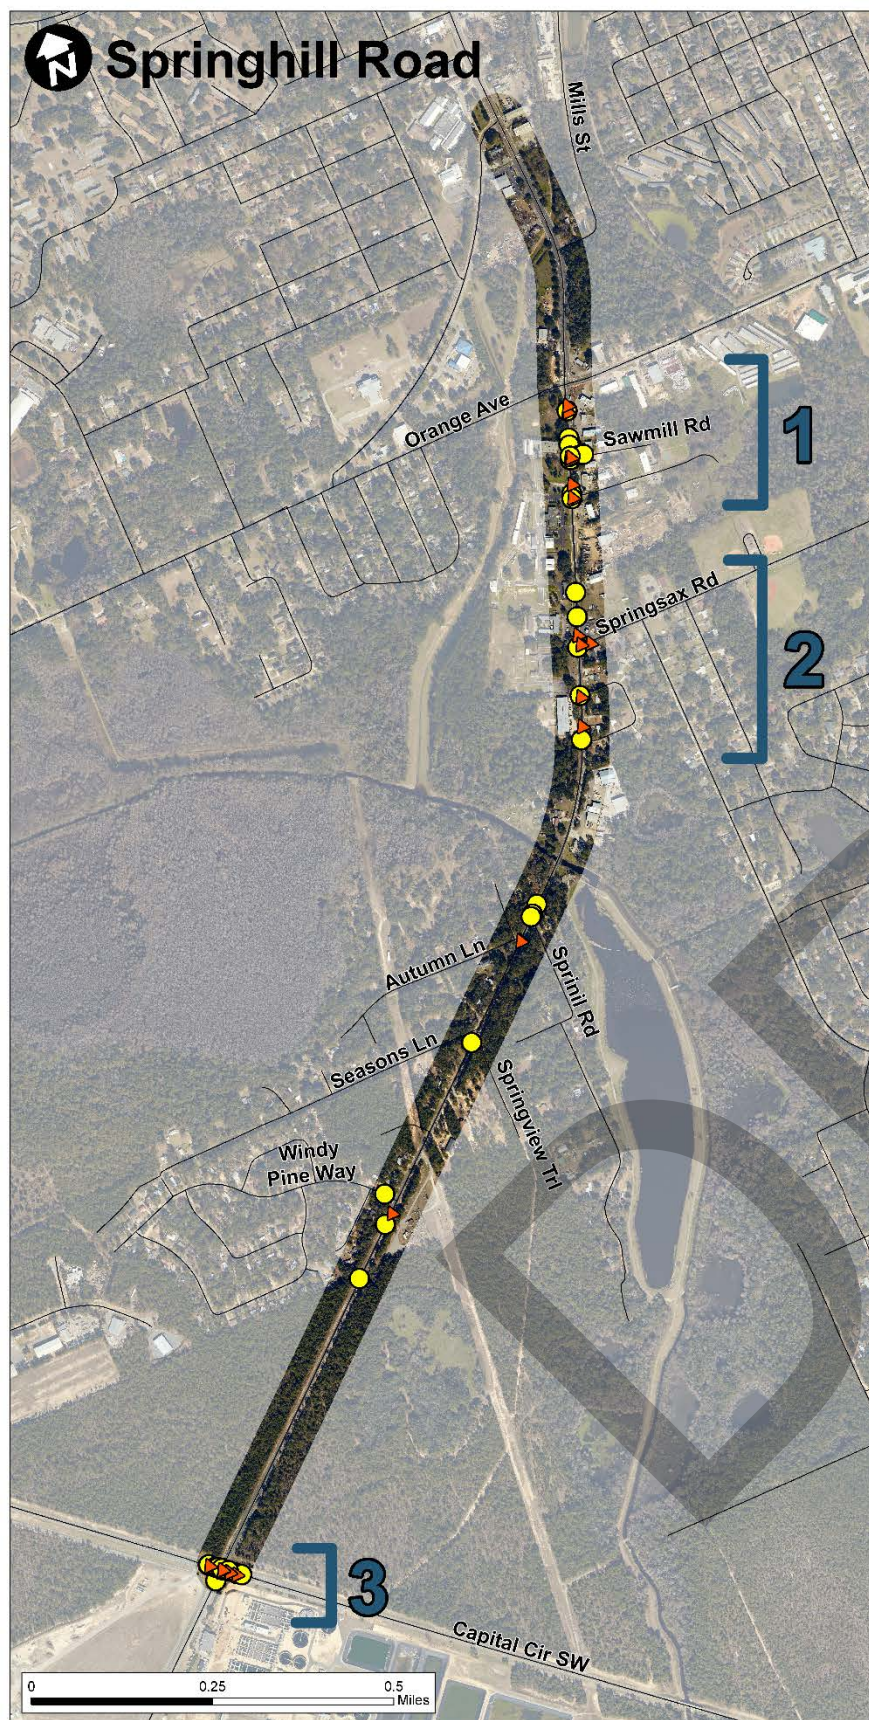 N Springhill Road
Mills St
Orange Ave
Sawmill Rd
1
Springsax Rd
2
Autumn Ln
Sprinil Rd
Seasons Ln
Springview Trl
Windy
Pine Way
3
Capital Cir SW
0 0.25 0.5
Miles